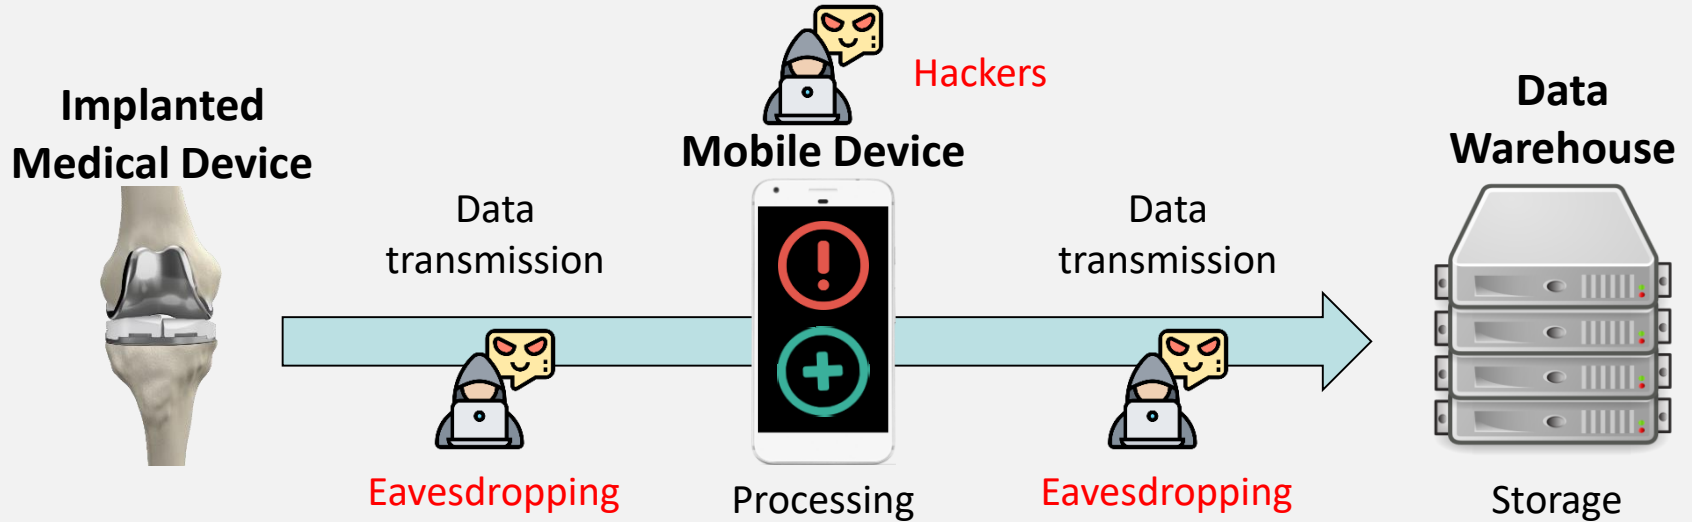 Hackers
Implanted
Medical Device
Mobile Device
Data
Warehouse
Data
transmission
Data
transmission
Eavesdropping
Processing
Eavesdropping
Storage